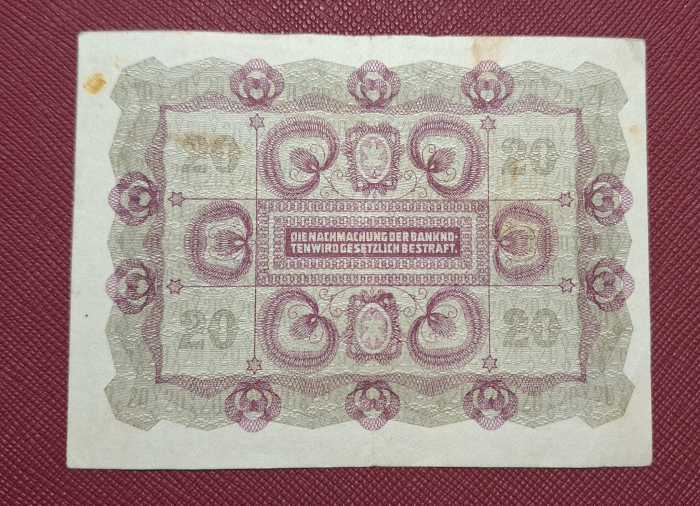 20 20
DIE NACHMACHUNG DER BANKNO-
TEN WIRD GESETZLICH BESTRAFT.
20 20